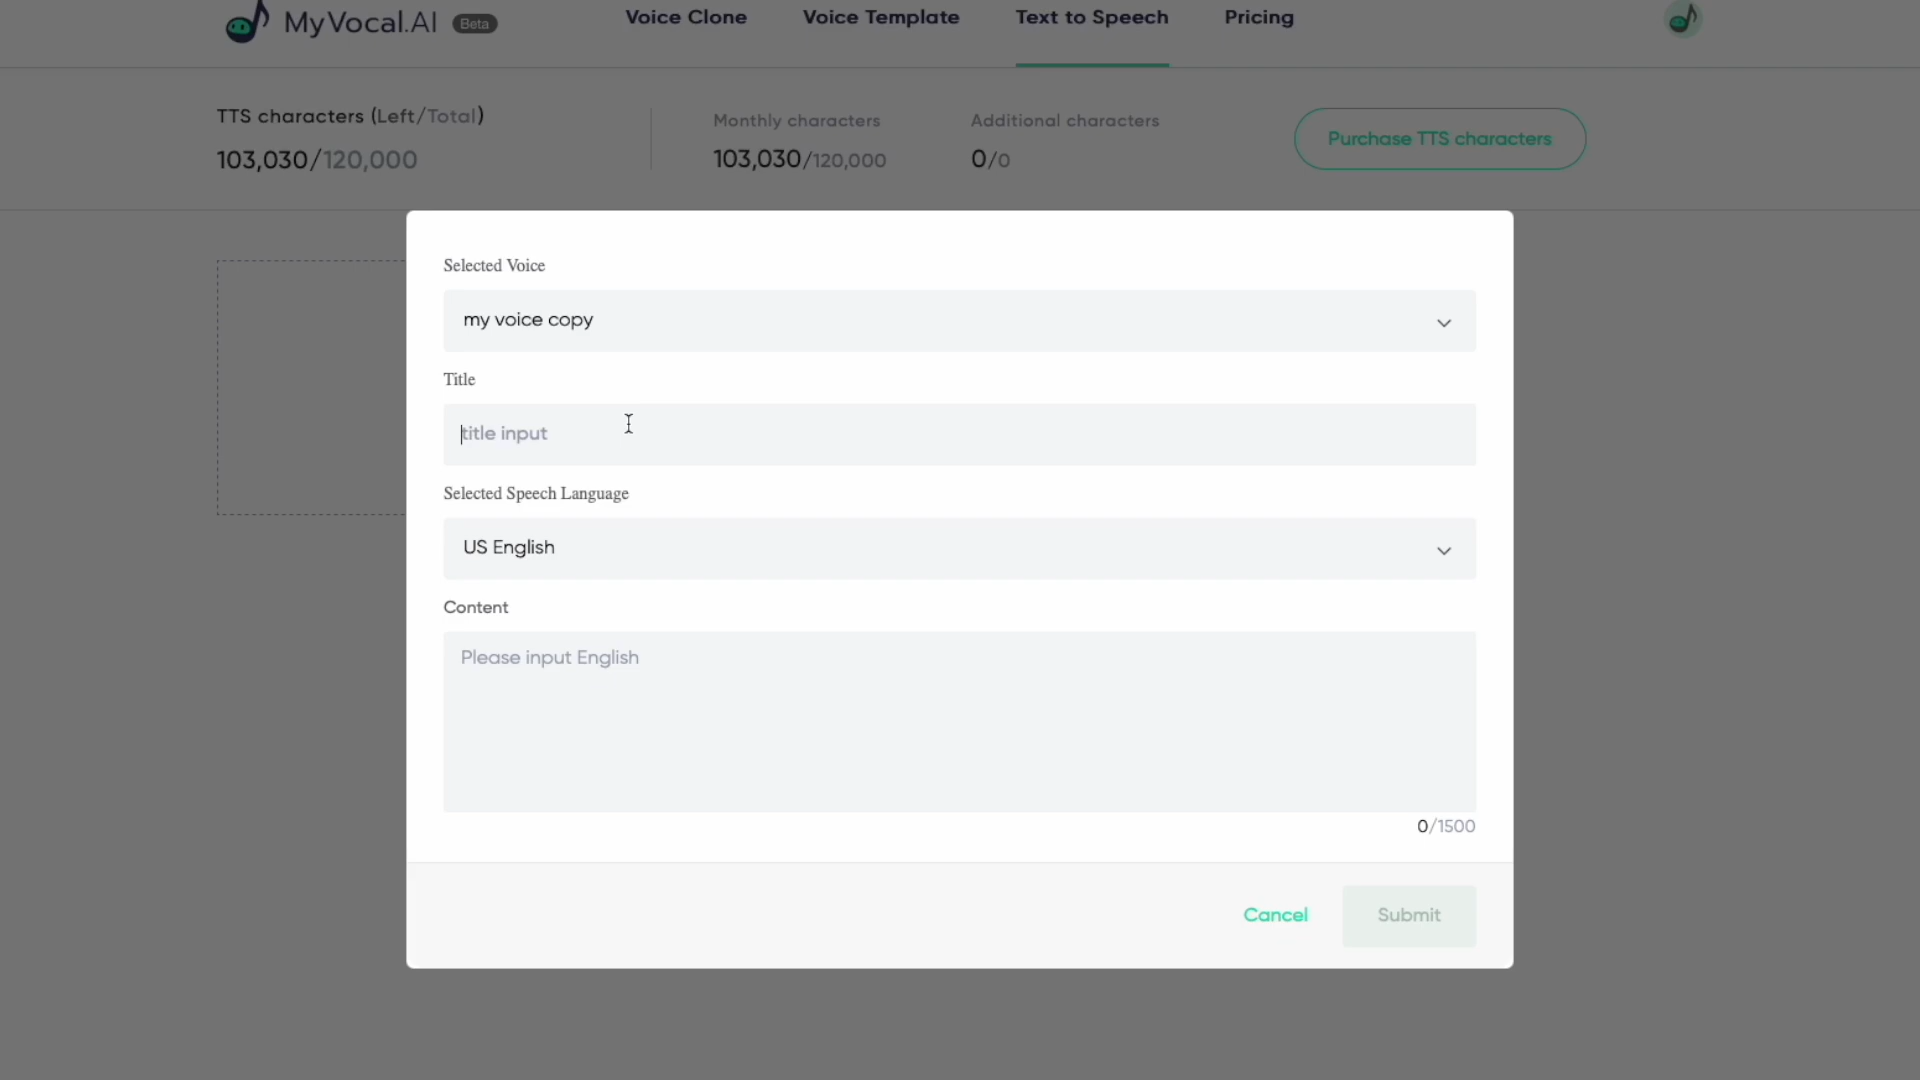 MyVocal.AI Beta Voice Clone Voice Template Text to Speech Pricing
TTS characters (Left/Total) Monthly characters Additional characters Purchase TTS characters
103,030/120,000 103,030/120,000 0/0
Selected Voice
my voice copy
Title
title input
Selected Speech Language
US English
Content
Please input English
0/1500
Cancel Submit